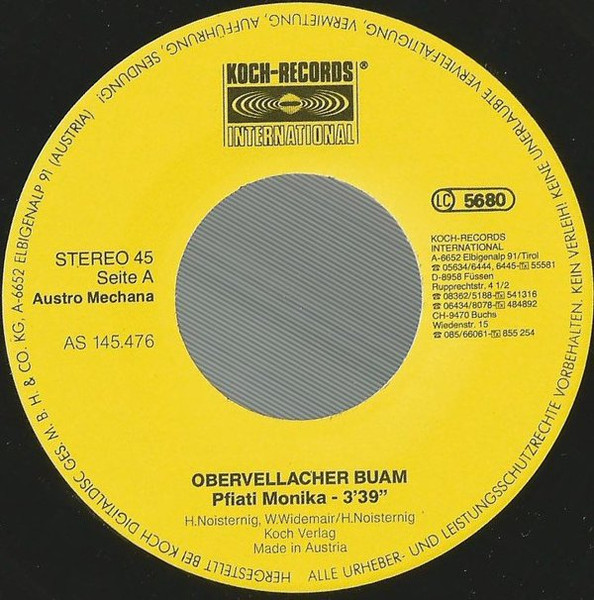 KOCH-RECORDS®
INTERNATIONAL
LC 5680
STEREO 45
Seite A
Austro Mechana
AS 145.476
KOCH-RECORDS
INTERNATIONAL
A-6652 Elbigenalp 91/Tirol
☎ 05634/6444, 6445-Tx 55581
D-8958 Füssen
Rupprechtstr. 4 1/2
☎ 08362/5188-Tx 541316
☎ 06434/8078-Tx 484892
CH-9470 Buchs
Wiedenstr. 15
☎ 085/66061-Tx 855 254
OBERVELLACHER BUAM
Pfiati Monika - 3'39"
H.Noisternig, W.Widemair/H.Noisternig
Koch Verlag
Made in Austria
HERGESTELLT BEI KOCH DIGITALDISC GES. M. B. H. & CO. KG. A-6652 ELBIGENALP 91 (AUSTRIA)
ALLE URHEBER- UND LEISTUNGSSCHUTZRECHTE VORBEHALTEN. KEIN VERLEIH! KEINE UNERLAUBTE VERVIELFÄLTIGUNG, VERMIETUNG, AUFFÜHRUNG, SENDUNG!